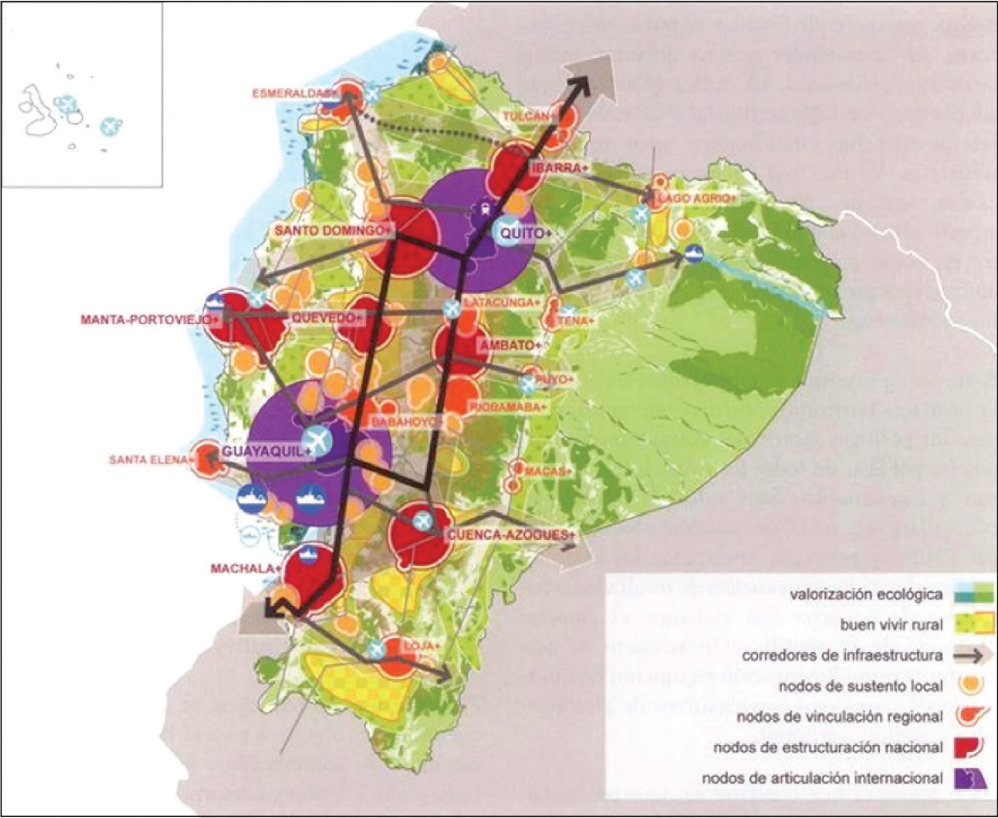 ESMERALDAS+
TULCÁN+
IBARRA+
LAGO AGRIO+
SANTO DOMINGO+
QUITO+
LATACUNGA+
MANTA-PORTOVIEJO+
QUEVEDO+
TENA+
AMBATO+
PUYO+
RIOBAMABA+
BABAHOYO+
GUAYAQUIL+
SANTA ELENA+
MACAS+
CUENCA-AZOGUES+
MACHALA+
LOJA+
valorización ecológica
buen vivir rural
corredores de infraestructura
nodos de sustento local
nodos de vinculación regional
nodos de estructuración nacional
nodos de articulación internacional